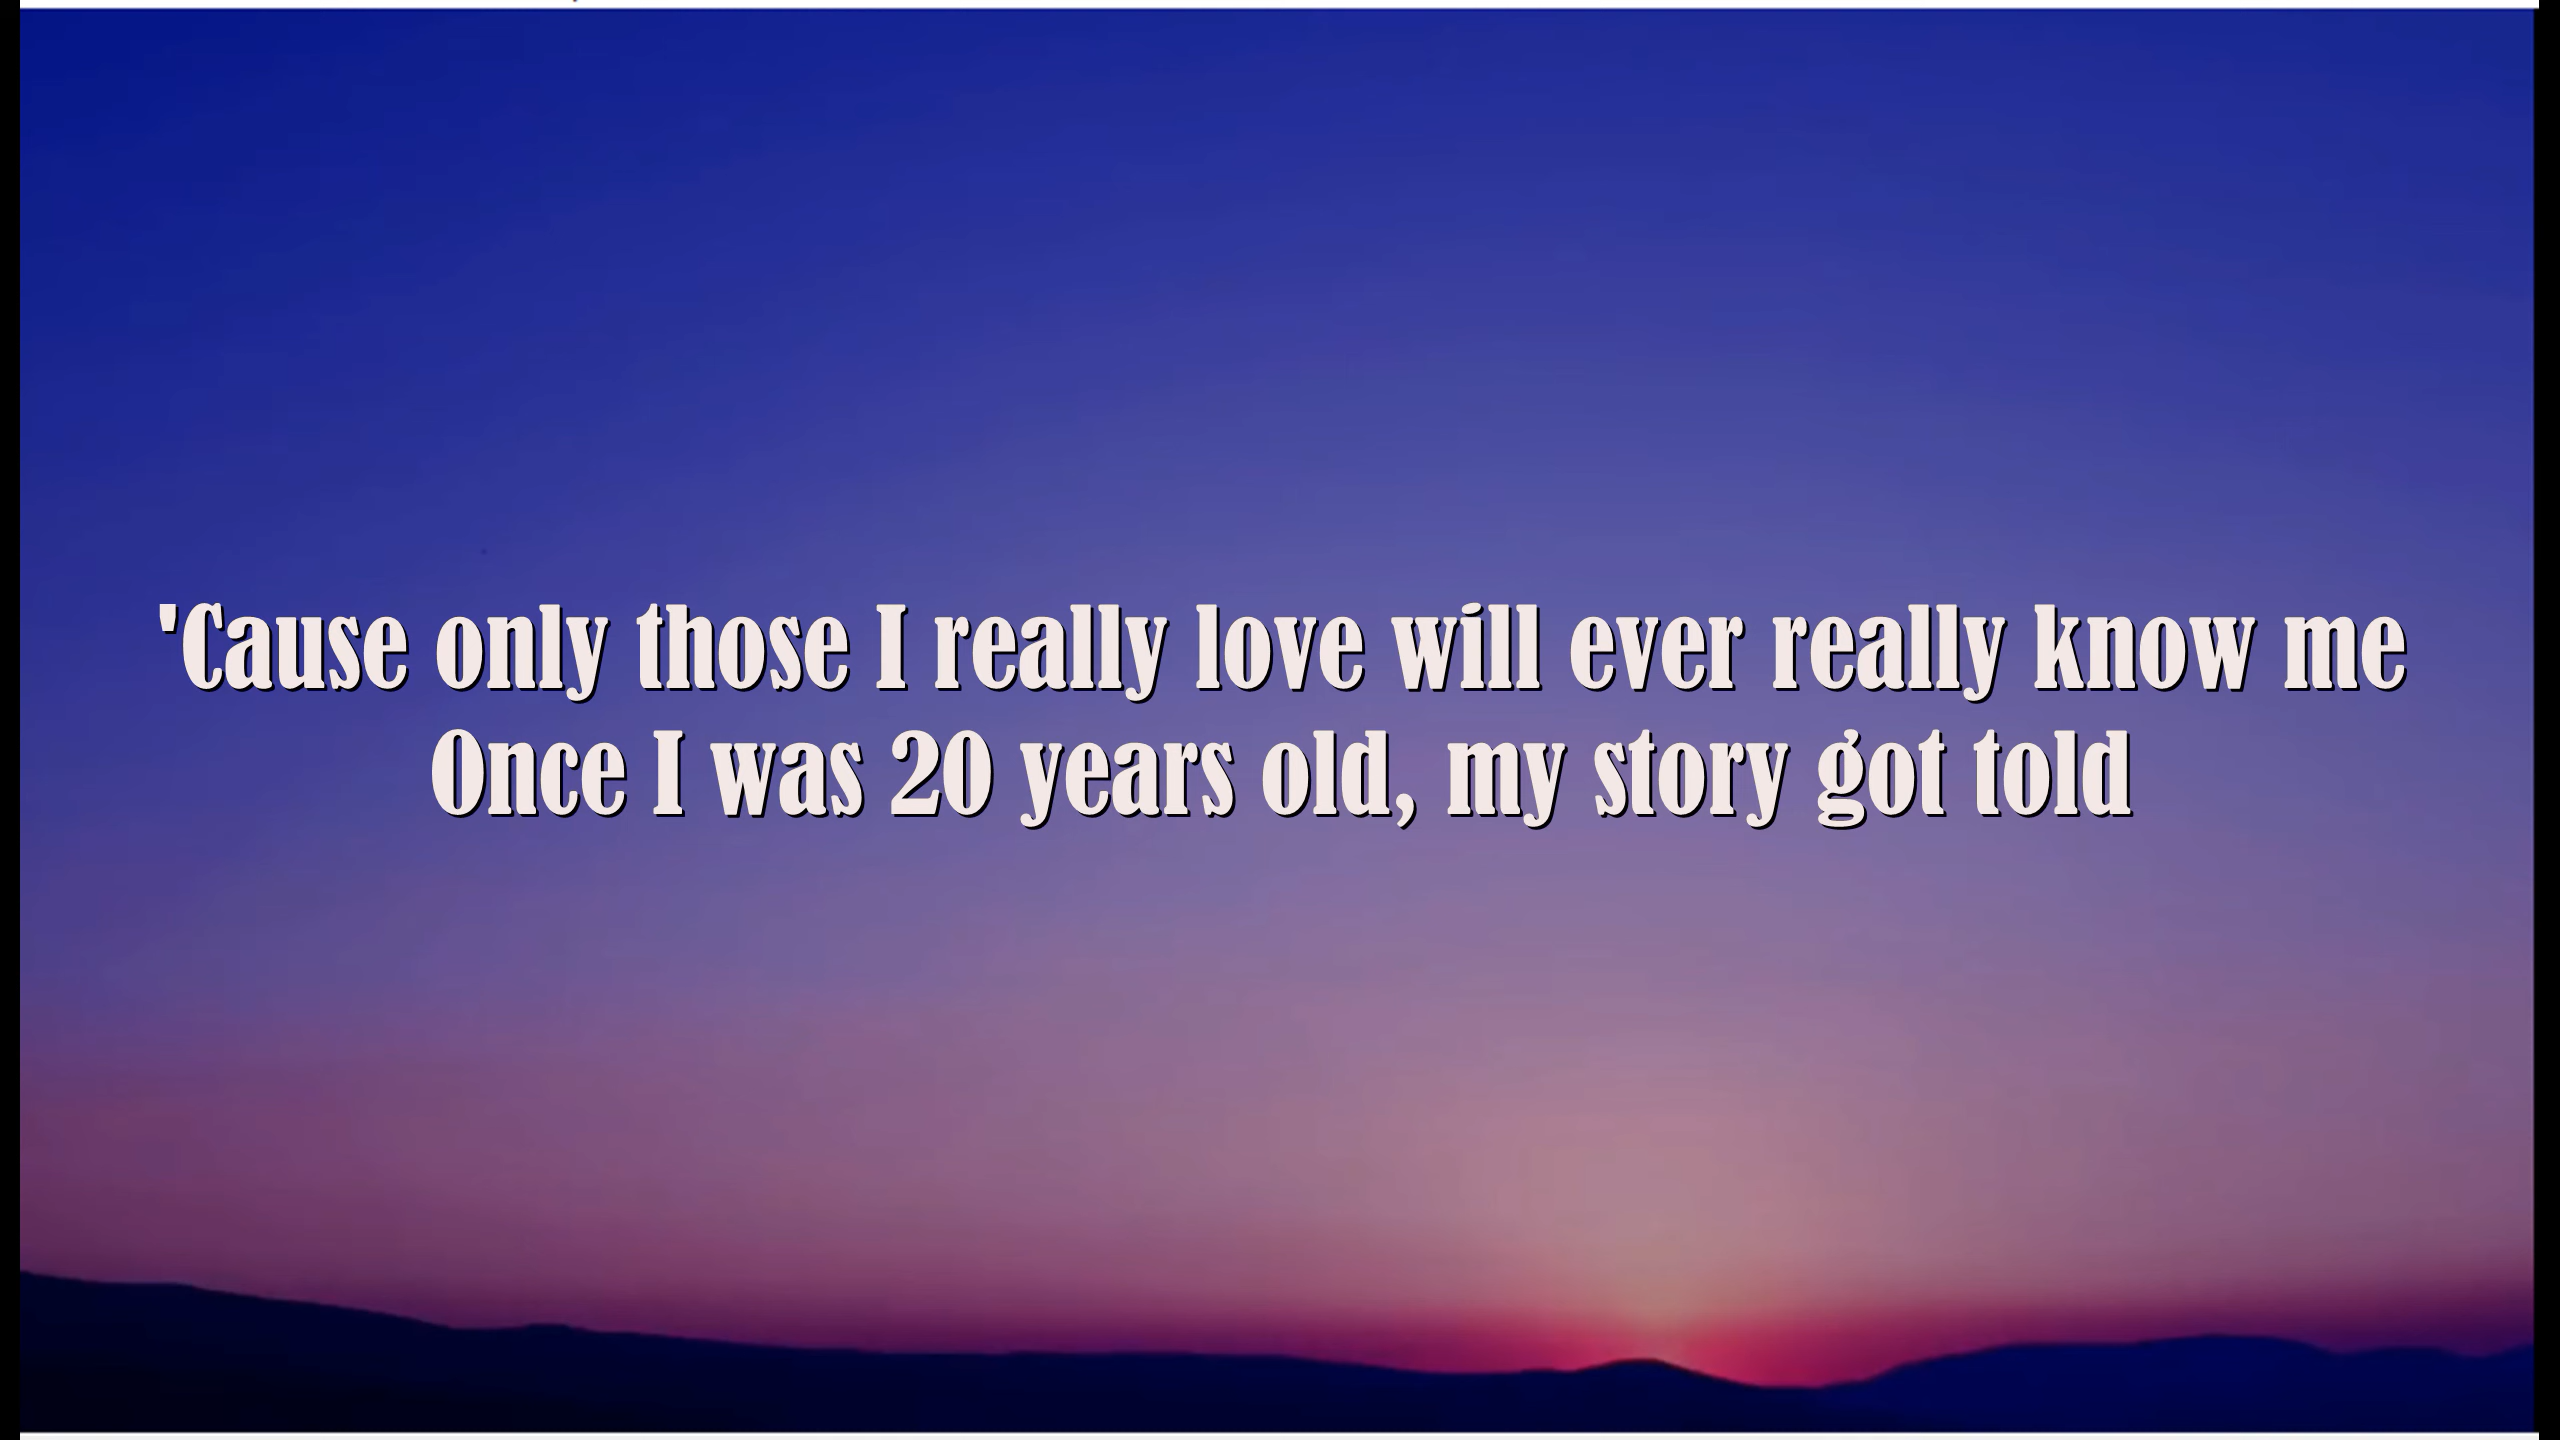 'Cause only those I really love will ever really know me
Once I was 20 years old, my story got told